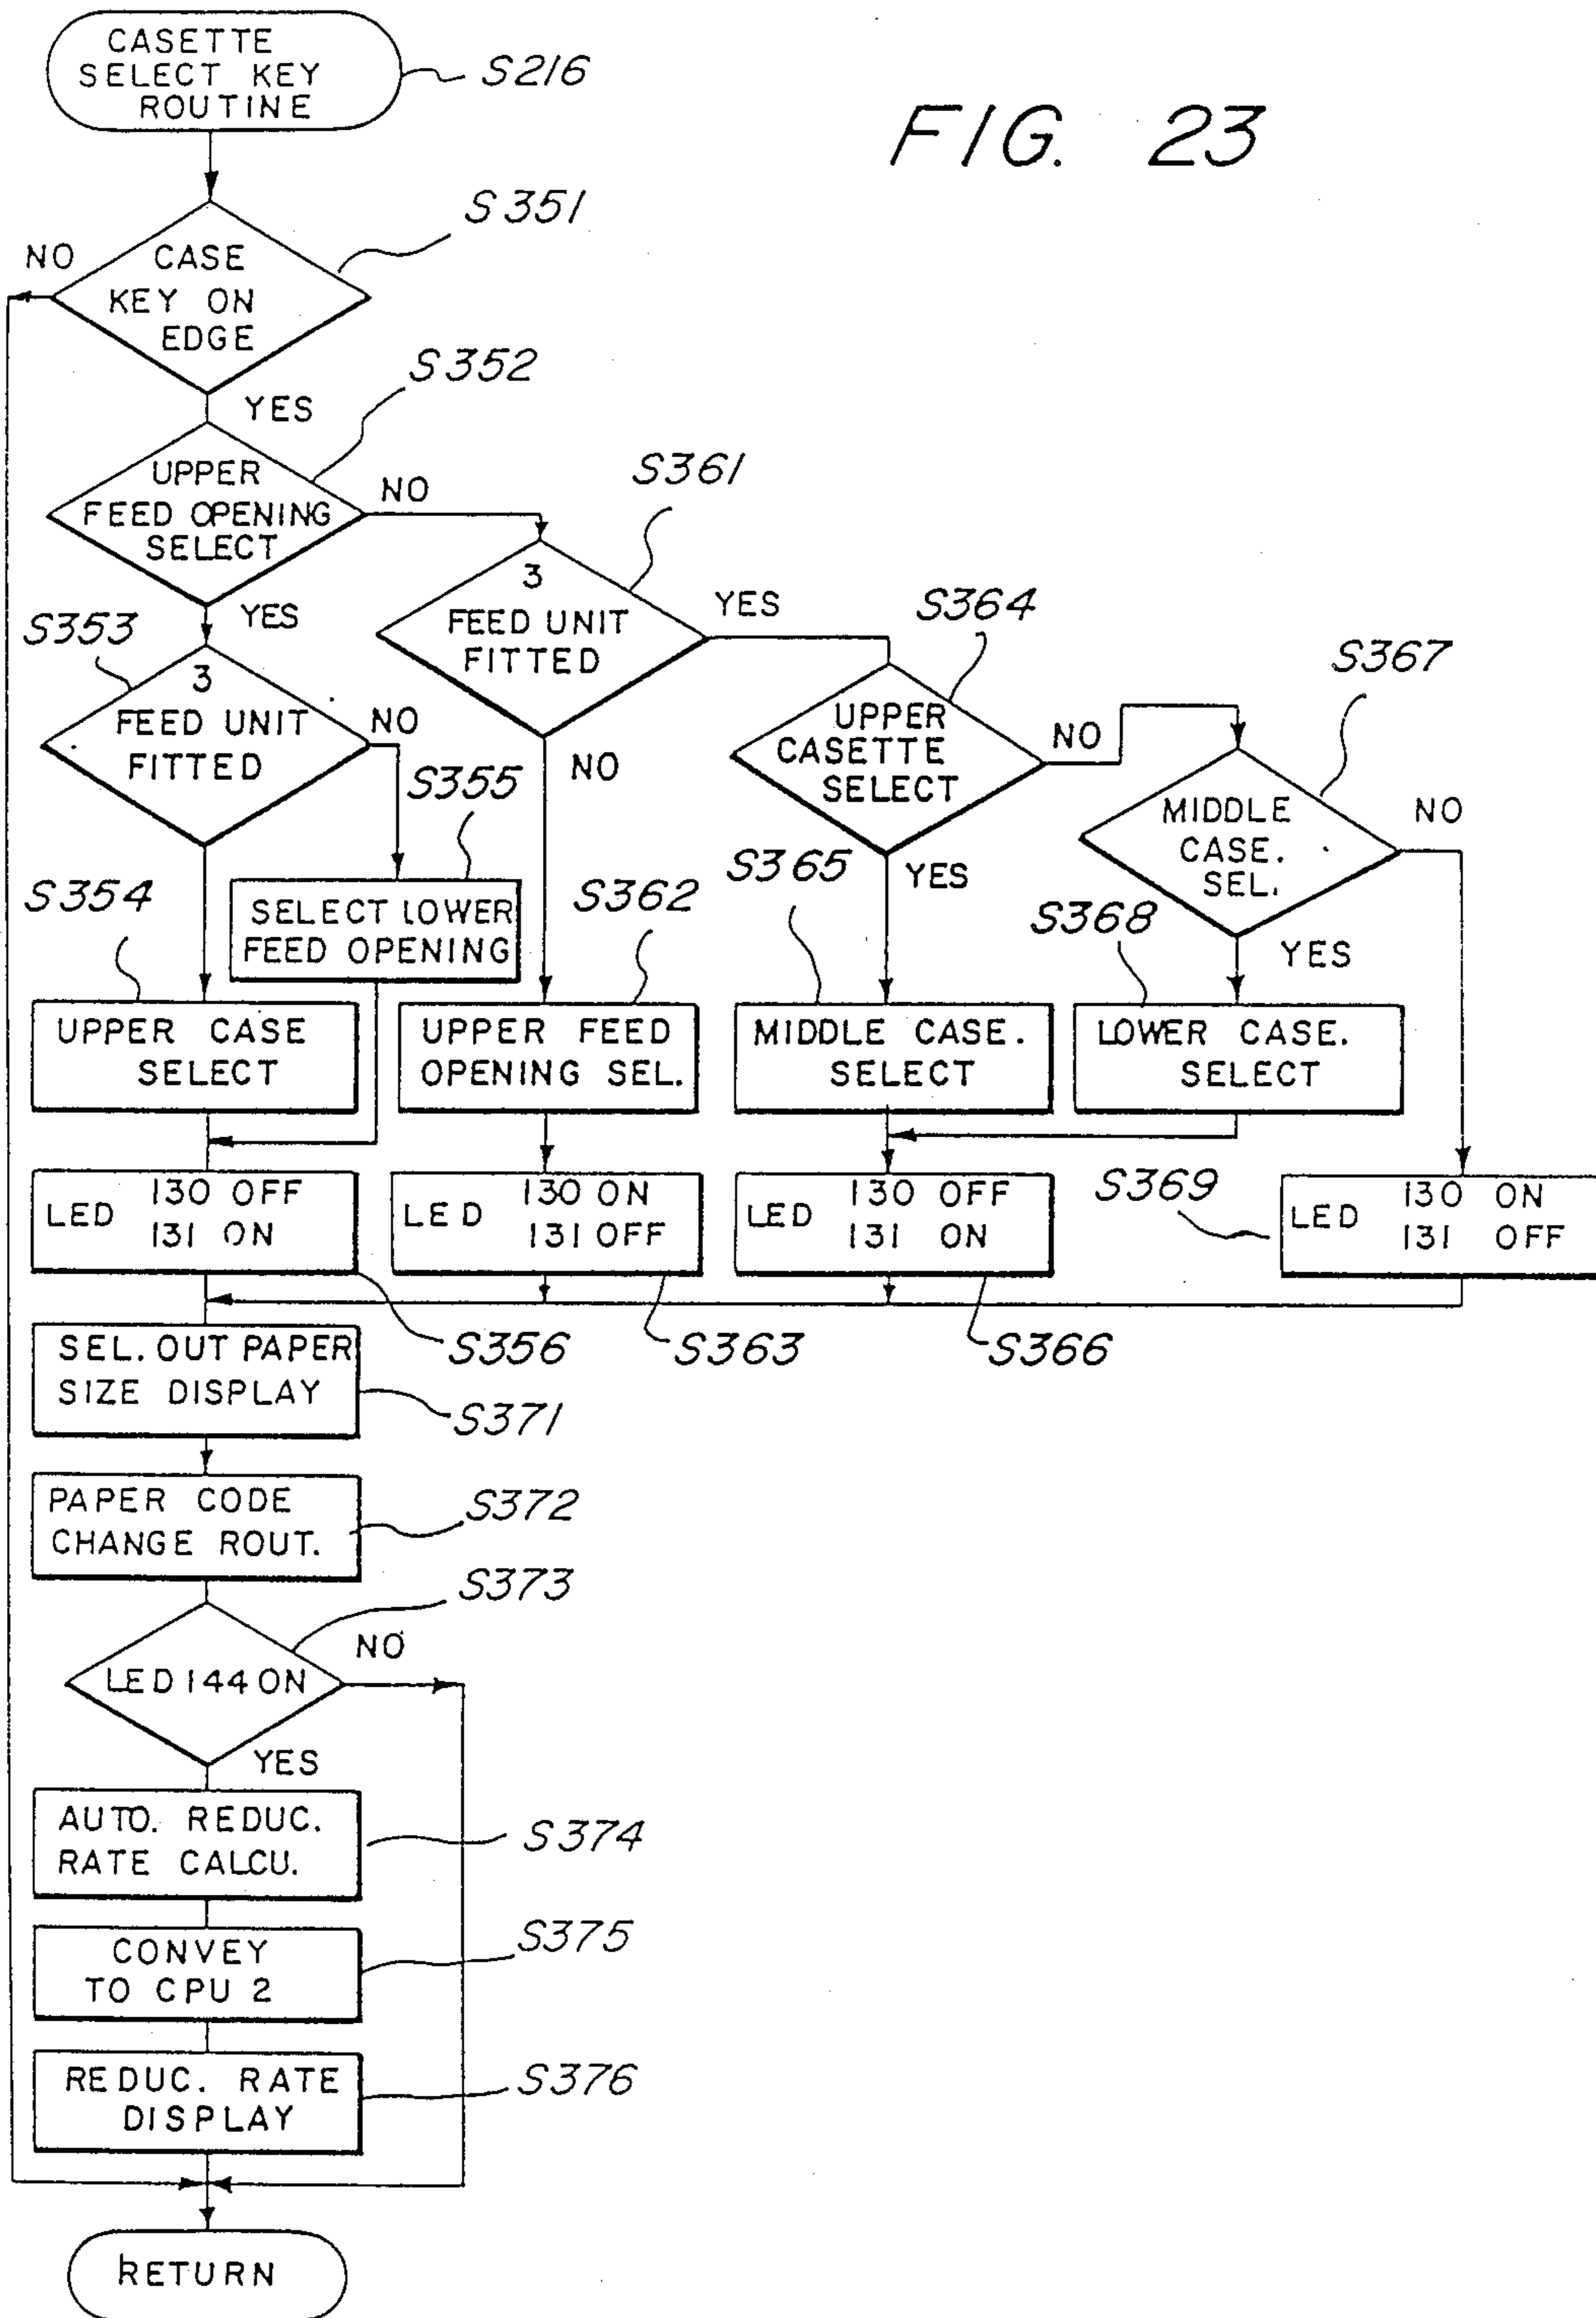 FIG. 23
CASETTE
SELECT KEY
ROUTINE
S216
S351
NO
CASE
KEY ON
EDGE
YES
S352
UPPER
FEED OPENING
SELECT
NO
YES
S361
3
FEED UNIT
FITTED
YES
NO
S353
3
FEED UNIT
FITTED
NO
S364
UPPER
CASETTE
SELECT
NO
YES
S367
MIDDLE
CASE.
SEL.
NO
YES
S355
SELECT LOWER
FEED OPENING
S354
UPPER CASE
SELECT
S362
UPPER FEED
OPENING SEL.
S365
MIDDLE CASE.
SELECT
S368
LOWER CASE.
SELECT
LED 130 OFF
131 ON
LED 130 ON
131 OFF
LED 130 OFF
131 ON
S369
LED 130 ON
131 OFF
S356
S363
S366
SEL. OUT PAPER
SIZE DISPLAY
S371
PAPER CODE
CHANGE ROUT.
S372
S373
LED 144 ON
NO
YES
AUTO. REDUC.
RATE CALCU.
S374
CONVEY
TO CPU 2
S375
REDUC. RATE
DISPLAY
S376
RETURN